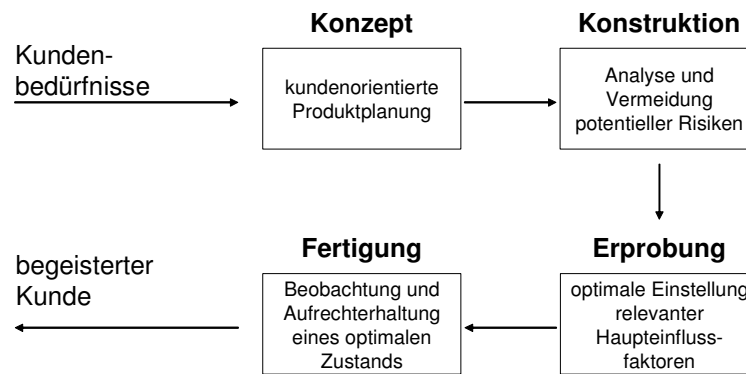 Konzept
Konstruktion
Kunden-
bedürfnisse
kundenorientierte
Produktplanung
Analyse und
Vermeidung
potentieller Risiken
Fertigung
Erprobung
begeisterter
Kunde
Beobachtung und
Aufrechterhaltung
eines optimalen
Zustands
optimale Einstellung
relevanter
Haupteinfluss-
faktoren